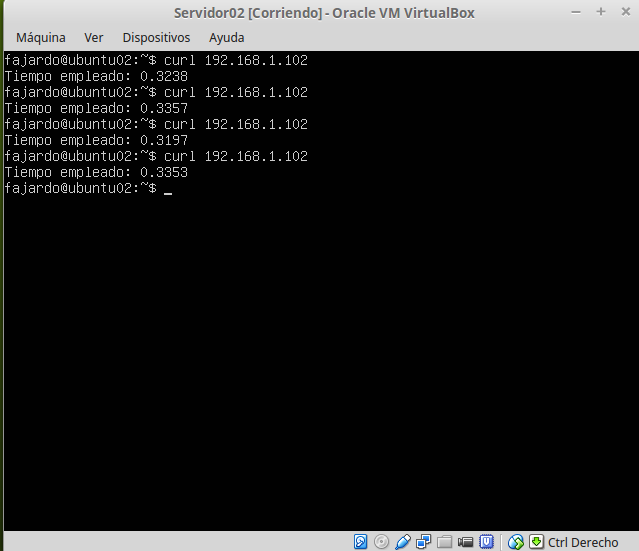 Servidor02 [Corriendo] - Oracle VM VirtualBox
Máquina Ver Dispositivos Ayuda
fajardo@ubuntu02:~$ curl 192.168.1.102
Tiempo empleado: 0.3238
fajardo@ubuntu02:~$ curl 192.168.1.102
Tiempo empleado: 0.3357
fajardo@ubuntu02:~$ curl 192.168.1.102
Tiempo empleado: 0.3197
fajardo@ubuntu02:~$ curl 192.168.1.102
Tiempo empleado: 0.3353
fajardo@ubuntu02:~$ _
Ctrl Derecho